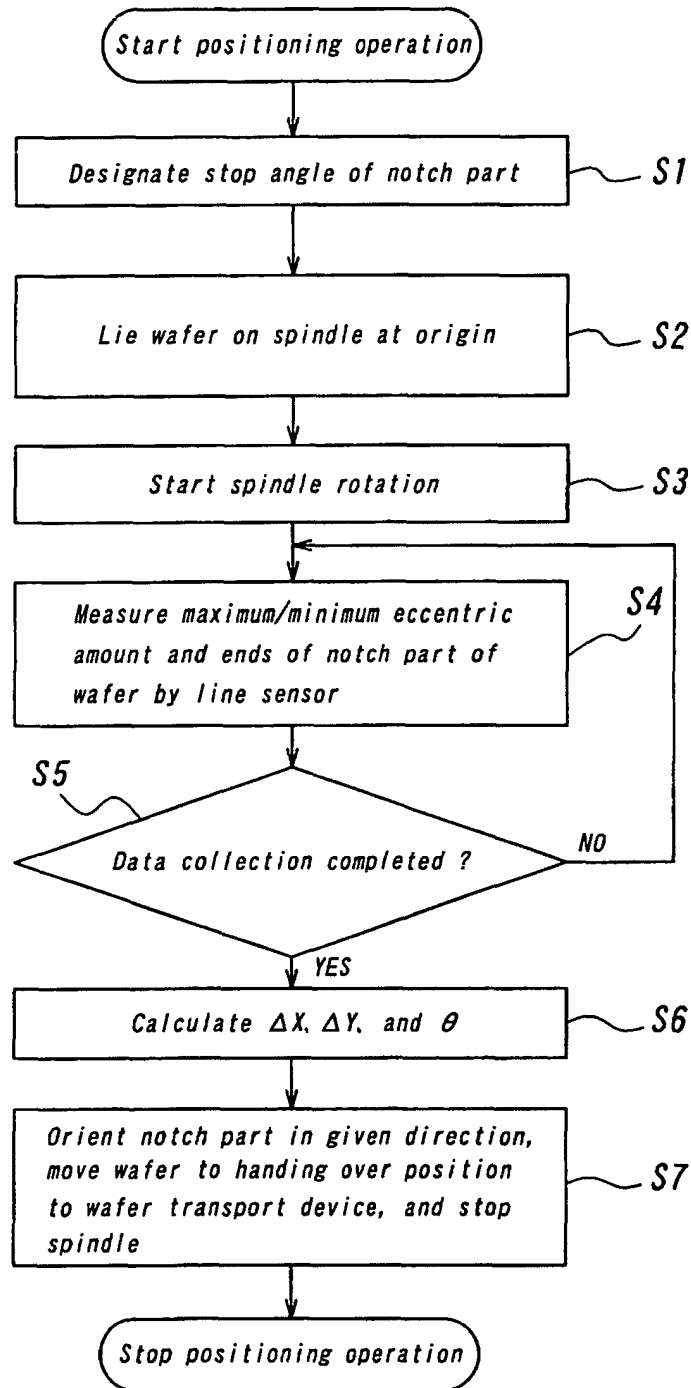 Start positioning operation
Designate stop angle of notch part
S1
Lie wafer on spindle at origin
S2
Start spindle rotation
S3
Measure maximum/minimum eccentric
amount and ends of notch part of
wafer by line sensor
S4
S5
Data collection completed ?
NO
YES
Calculate ΔX, ΔY, and θ
S6
Orient notch part in given direction,
move wafer to handing over position
to wafer transport device, and stop
spindle
S7
Stop positioning operation